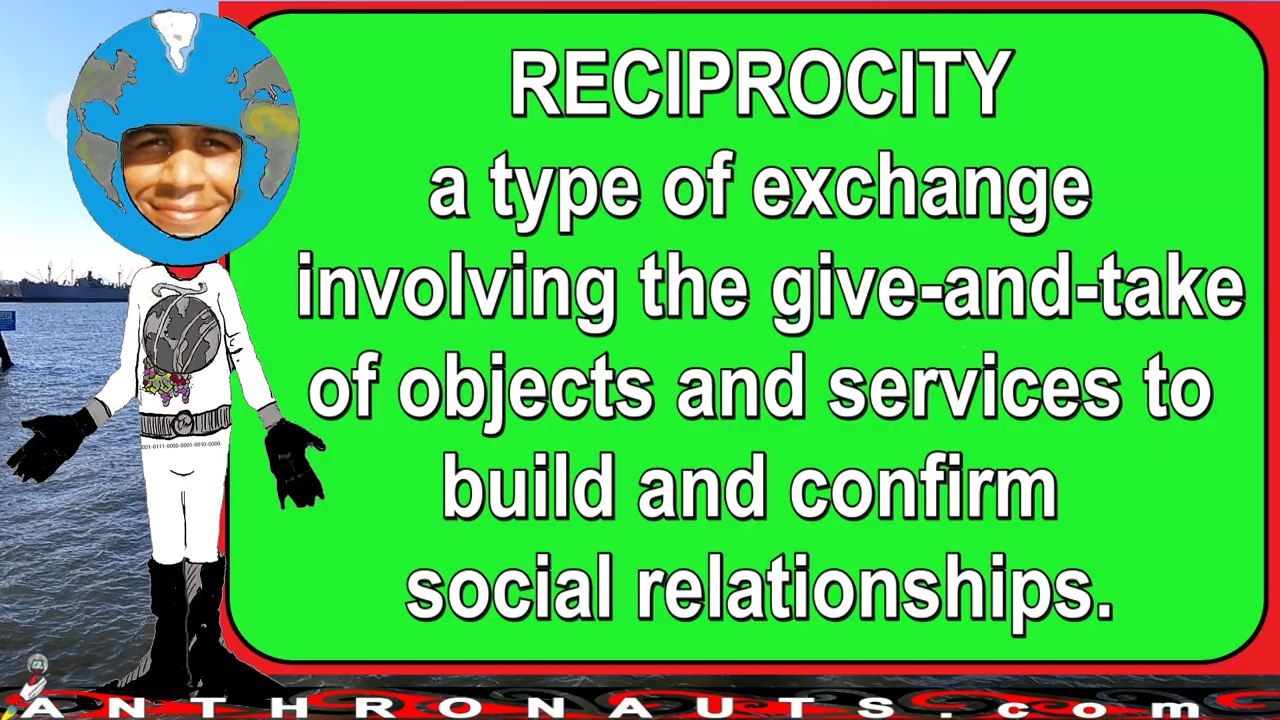 RECIPROCITY
a type of exchange
involving the give-and-take
of objects and services to
build and confirm
social relationships.
ANTHRONAUTS.com